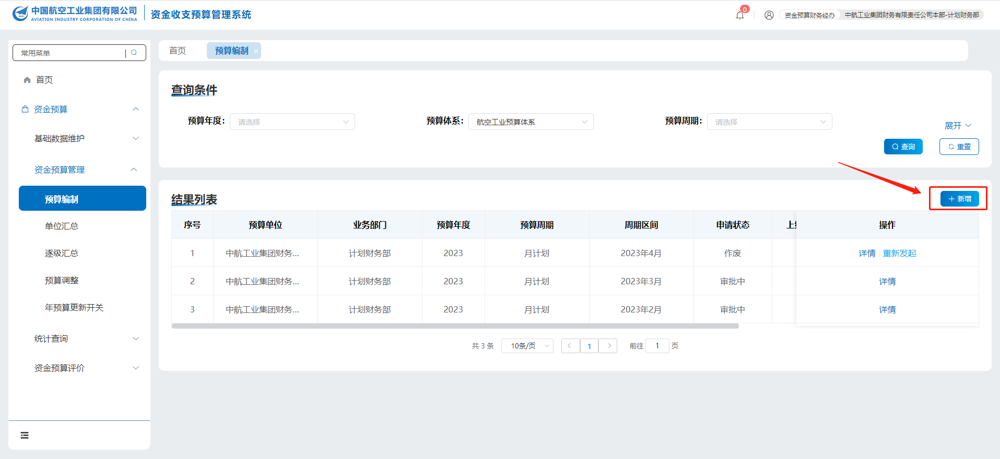 中国航空工业集团有限公司
AVIATION INDUSTRY CORPORATION OF CHINA
资金收支预算管理系统
0
资金预算财务经办 中航工业集团财务有限责任公司本部-计划财务部
常用菜单
首页
资金预算
基础数据维护
资金预算管理
预算编制
单位汇总
逐级汇总
预算调整
年预算更新开关
统计查询
资金预算评价
首页 预算编制
查询条件
预算年度： 请选择 预算体系： 航空工业预算体系 预算周期： 请选择
展开
查询 重置
结果列表
新增
序号 预算单位 业务部门 预算年度 预算周期 周期区间 申请状态 上 操作
1 中航工业集团财务... 计划财务部 2023 月计划 2023年4月 作废 详情 重新发起
2 中航工业集团财务... 计划财务部 2023 月计划 2023年3月 审批中 详情
3 中航工业集团财务... 计划财务部 2023 月计划 2023年2月 审批中 详情
共 3 条 10条/页 1 前往 1 页